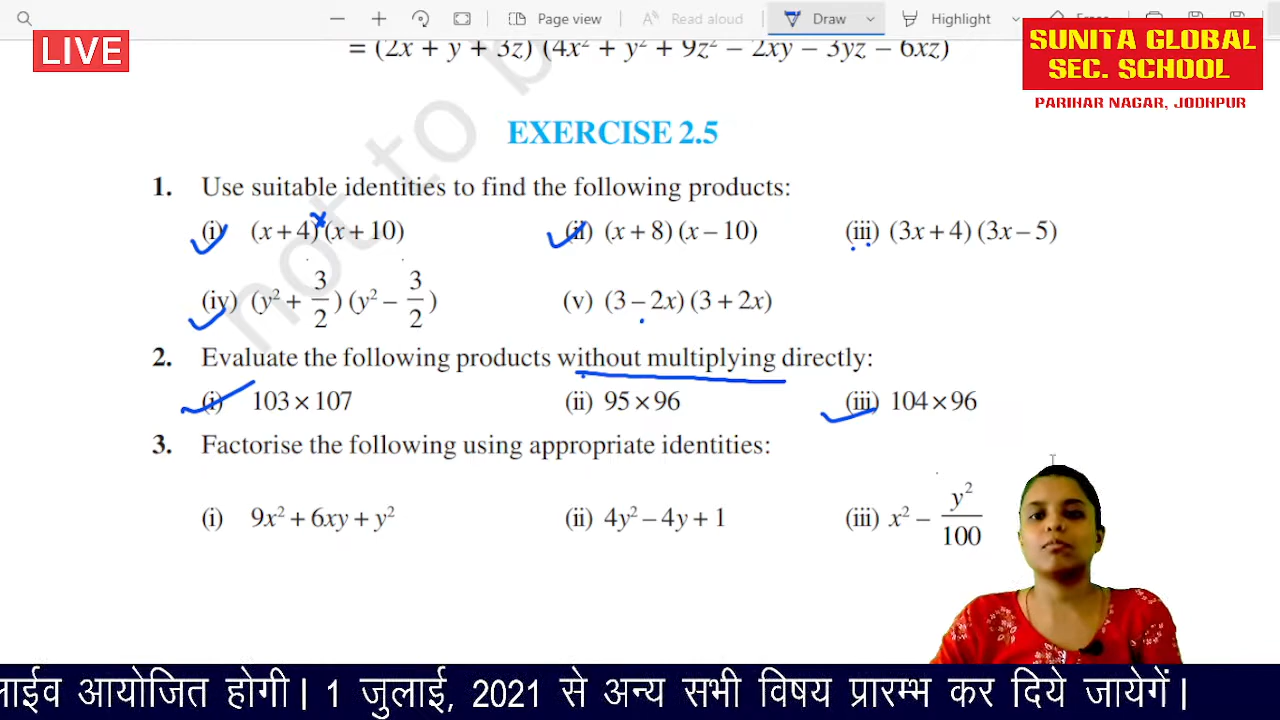 Page view
Read aloud
Draw
Highlight
LIVE
SUNITA GLOBAL
SEC. SCHOOL
PARIHAR NAGAR, JODHPUR
= (2x + y + 3z) (4x² + y² + 9z² – 2xy – 3yz – 6xz)
not to b
EXERCISE 2.5
1. Use suitable identities to find the following products:
(i) (x + 4) (x + 10) (ii) (x + 8) (x – 10) (iii) (3x + 4) (3x – 5)
(iv) (y² + 3/2) (y² – 3/2) (v) (3 – 2x) (3 + 2x)
2. Evaluate the following products without multiplying directly:
(i) 103 × 107 (ii) 95 × 96 (iii) 104 × 96
3. Factorise the following using appropriate identities:
(i) 9x² + 6xy + y² (ii) 4y² – 4y + 1 (iii) x² – y²/100
लाईव आयोजित होगी। 1 जुलाई, 2021 से अन्य सभी विषय प्रारम्भ कर दिये जायेगें।